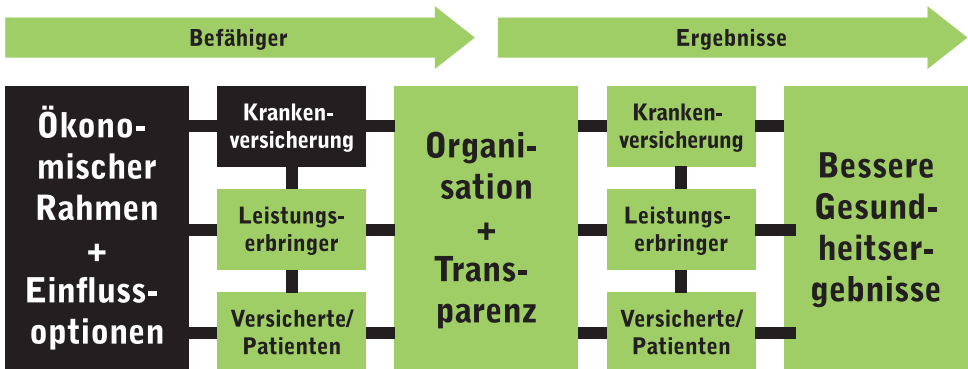 Befähiger
Ergebnisse
Ökono-
mischer
Rahmen
+
Einfluss-
optionen
Kranken-
versicherung
Leistungs-
erbringer
Versicherte/
Patienten
Organi-
sation
+
Trans-
parenz
Kranken-
versicherung
Leistungs-
erbringer
Versicherte/
Patienten
Bessere
Gesund-
heitser-
gebnisse